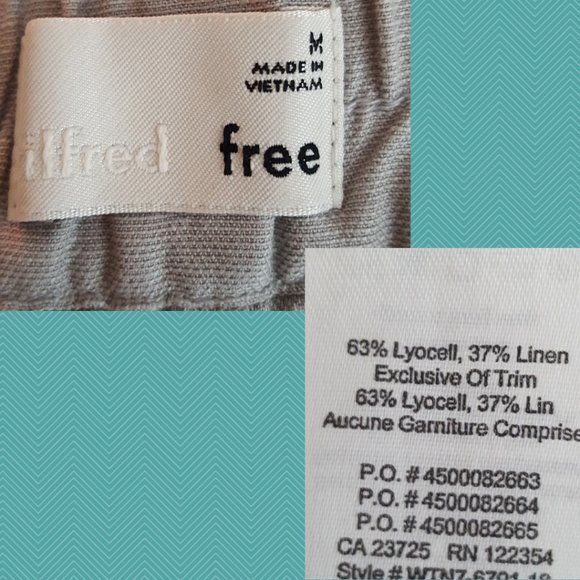 M
MADE IN
VIETNAM
ilfred free
63% Lyocell, 37% Linen
Exclusive Of Trim
63% Lyocell, 37% Lin
Aucune Garniture Comprise
P.O. # 4500082663
P.O. # 4500082664
P.O. # 4500082665
CA 23725 RN 122354
Style #